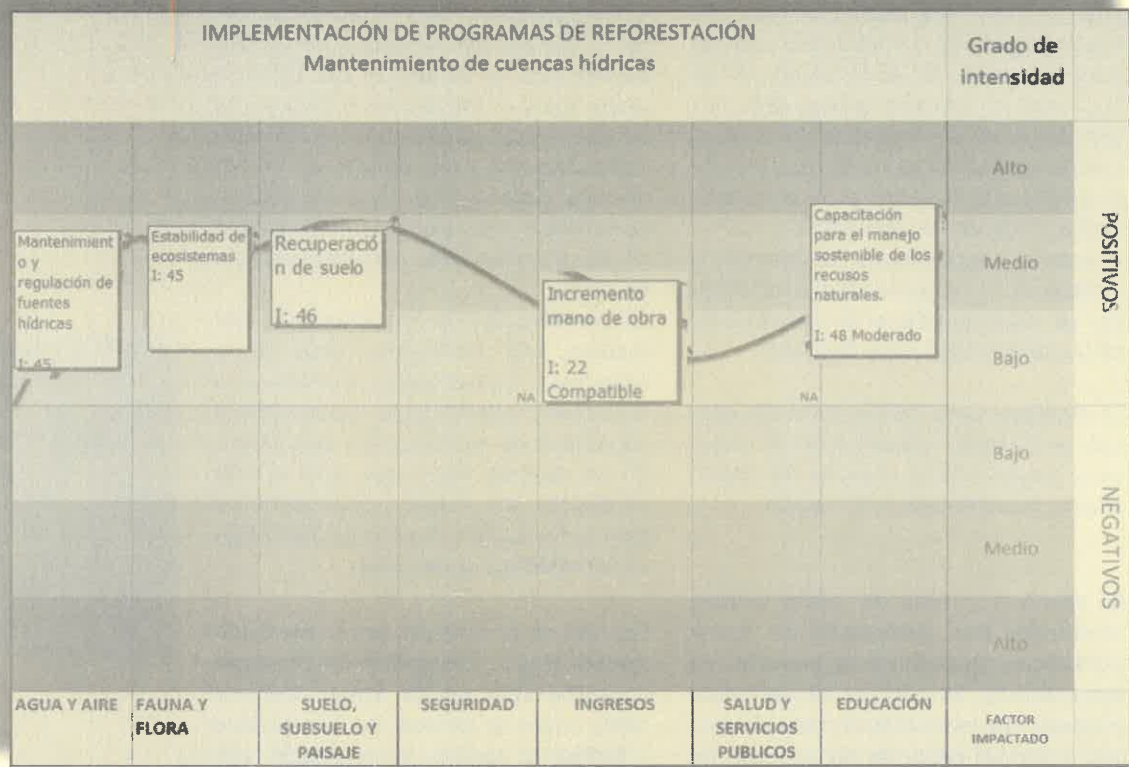 IMPLEMENTACIÓN DE PROGRAMAS DE REFORESTACIÓN
Mantenimiento de cuencas hídricas
Grado de
intensidad
Alto
Medio
Bajo
POSITIVOS
Bajo
Medio
Alto
NEGATIVOS
Mantenimient
o y
regulación de
fuentes
hídricas
I: 45
Estabilidad de
ecosistemas
I: 45
Recuperació
n de suelo
I: 46
NA
Incremento
mano de obra
I: 22
Compatible
NA
Capacitación
para el manejo
sostenible de los
recusos
naturales.
I: 48 Moderado
AGUA Y AIRE
FAUNA Y
FLORA
SUELO,
SUBSUELO Y
PAISAJE
SEGURIDAD
INGRESOS
SALUD Y
SERVICIOS
PUBLICOS
EDUCACIÓN
FACTOR
IMPACTADO